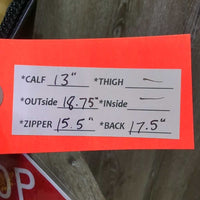 *CALF 13" *THIGH —
*OUTside 18.75" *INside —
*ZIPPER 15.5" *BACK 17.5"
OP